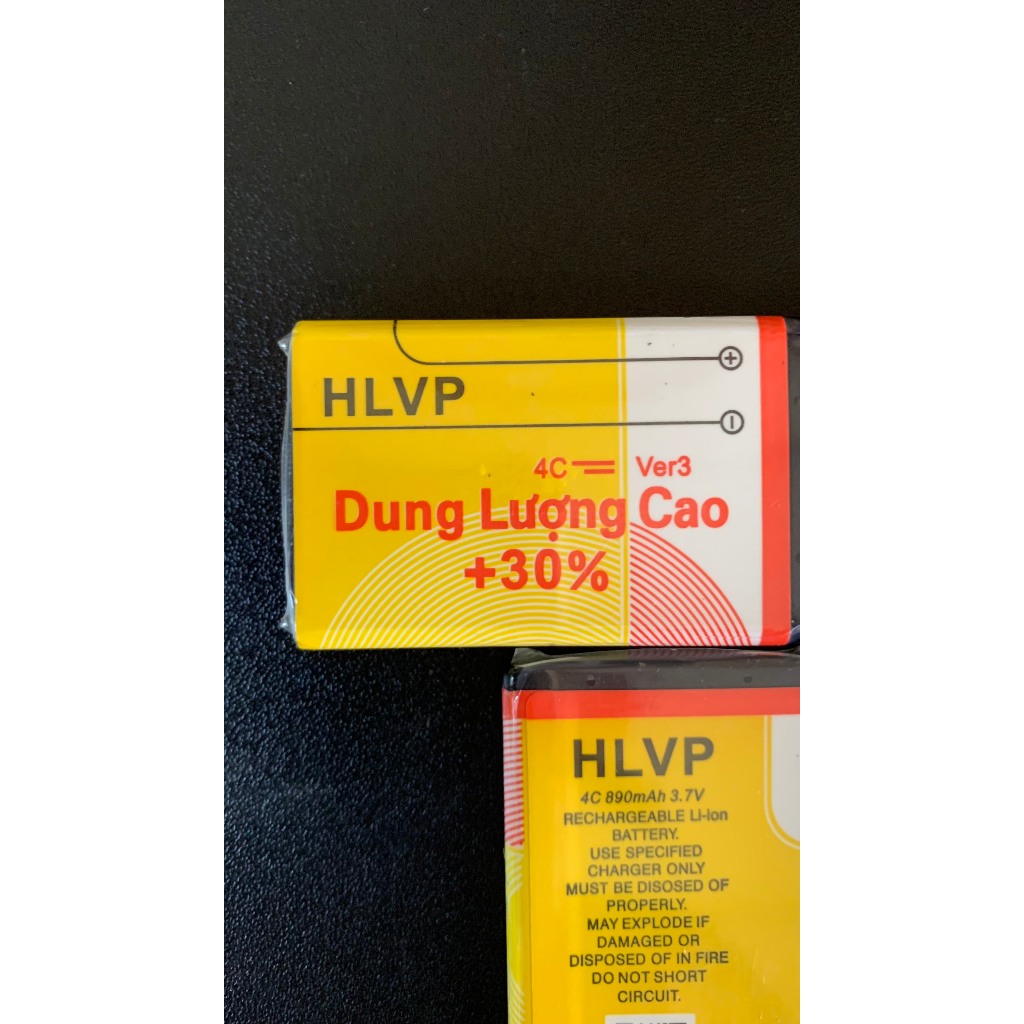 HLVP
4C Ver3
Dung Lượng Cao
+30%
HLVP
4C 890mAh 3.7V
RECHARGEABLE Li-ion
BATTERY.
USE SPECIFIED
CHARGER ONLY
MUST BE DISOSED OF
PROPERLY.
MAY EXPLODE IF
DAMAGED OR
DISPOSED OF IN FIRE
DO NOT SHORT
CIRCUIT.